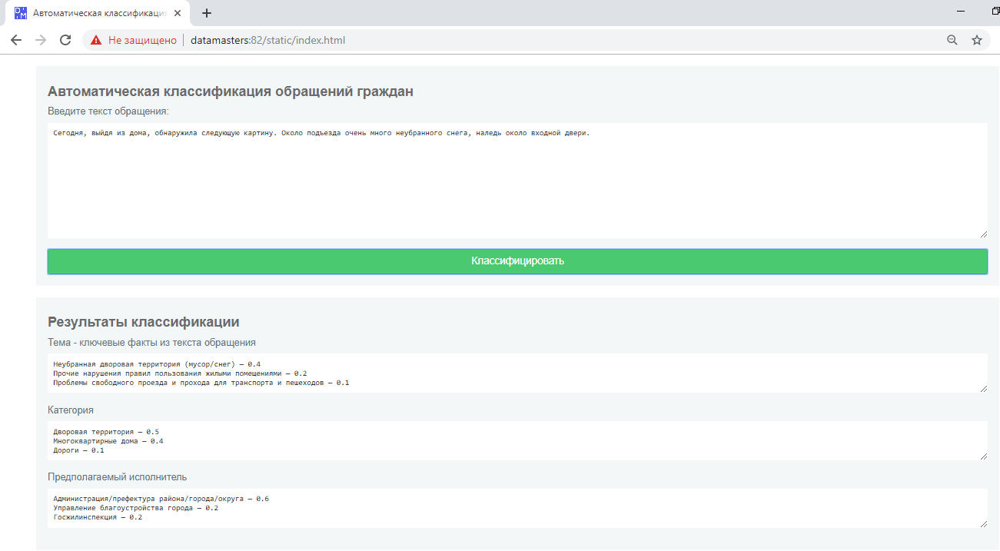 Автоматическая классификация
Не защищено
datamasters:82/static/index.html
Автоматическая классификация обращений граждан
Введите текст обращения:
Сегодня, выйдя из дома, обнаружила следующую картину. Около подъезда очень много неубранного снега, наледь около входной двери.
Классифицировать
Результаты классификации
Тема - ключевые факты из текста обращения
Неубранная дворовая территория (мусор/снег) — 0.4
Прочие нарушения правил пользования жилыми помещениями — 0.2
Проблемы свободного проезда и прохода для транспорта и пешеходов — 0.1
Категория
Дворовая территория — 0.5
Многоквартирные дома — 0.4
Дороги — 0.1
Предполагаемый исполнитель
Администрация/префектура района/города/округа — 0.6
Управление благоустройства города — 0.2
Госжилинспекция — 0.2